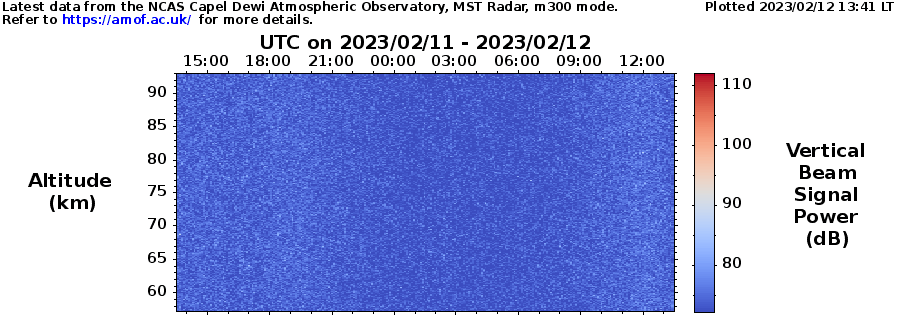 Latest data from the NCAS Capel Dewi Atmospheric Observatory, MST Radar, m300 mode.
Plotted 2023/02/12 13:41 LT
Refer to https://amof.ac.uk/ for more details.
UTC on 2023/02/11 - 2023/02/12
15:00 18:00 21:00 00:00 03:00 06:00 09:00 12:00
90
85
80
75
70
65
60
Altitude
(km)
110
100
90
80
Vertical
Beam
Signal
Power
(dB)